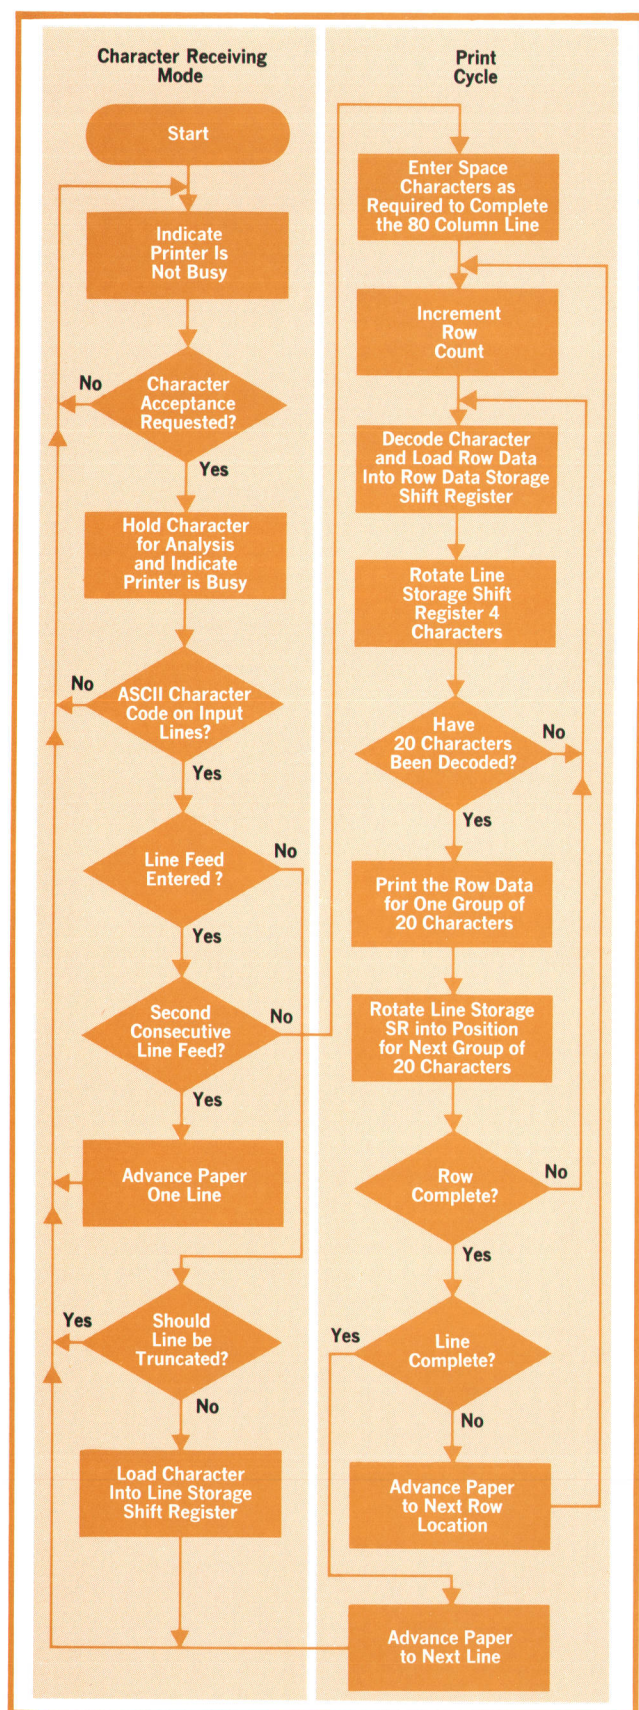 Character Receiving
Mode
Start
Indicate
Printer Is
Not Busy
No
Character
Acceptance
Requested?
Yes
Hold Character
for Analysis
and Indicate
Printer is Busy
No
ASCII Character
Code on Input
Lines?
Yes
Line Feed
Entered ?
No
Yes
Second
Consecutive
Line Feed?
No
Yes
Advance Paper
One Line
Yes
Should
Line be
Truncated?
No
Load Character
Into Line Storage
Shift Register
Print
Cycle
Enter Space
Characters as
Required to Complete
the 80 Column Line
Increment
Row
Count
Decode Character
and Load Row Data
Into Row Data Storage
Shift Register
Rotate Line
Storage Shift
Register 4
Characters
Have
20 Characters
Been Decoded?
No
Yes
Print the Row Data
for One Group of
20 Characters
Rotate Line Storage
SR into Position
for Next Group of
20 Characters
Row
Complete?
No
Yes
Yes
Line
Complete?
No
Advance Paper
to Next Row
Location
Advance Paper
to Next Line